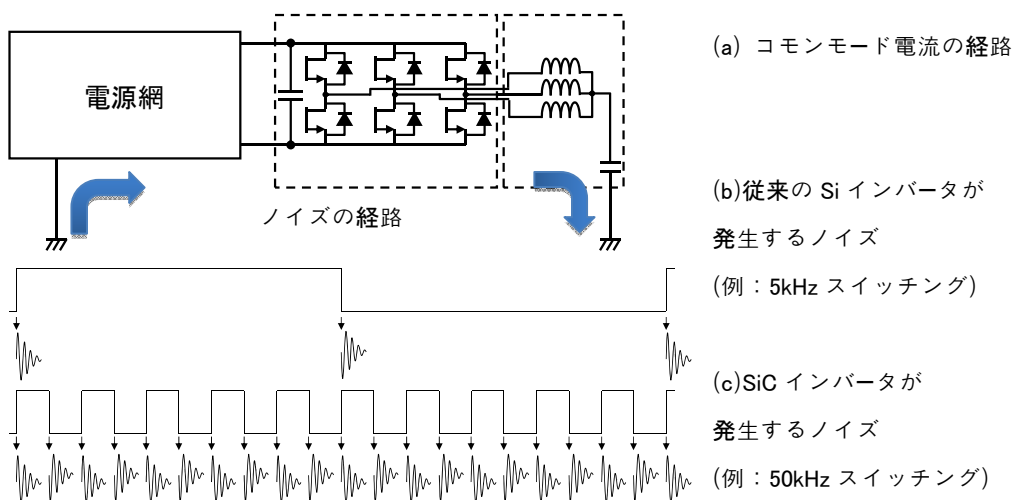 (a) コモンモード電流の経路
電源網
ノイズの経路
(b)従来の Si インバータが
発生するノイズ
(例：5kHz スイッチング)
(c)SiC インバータが
発生するノイズ
(例：50kHz スイッチング)